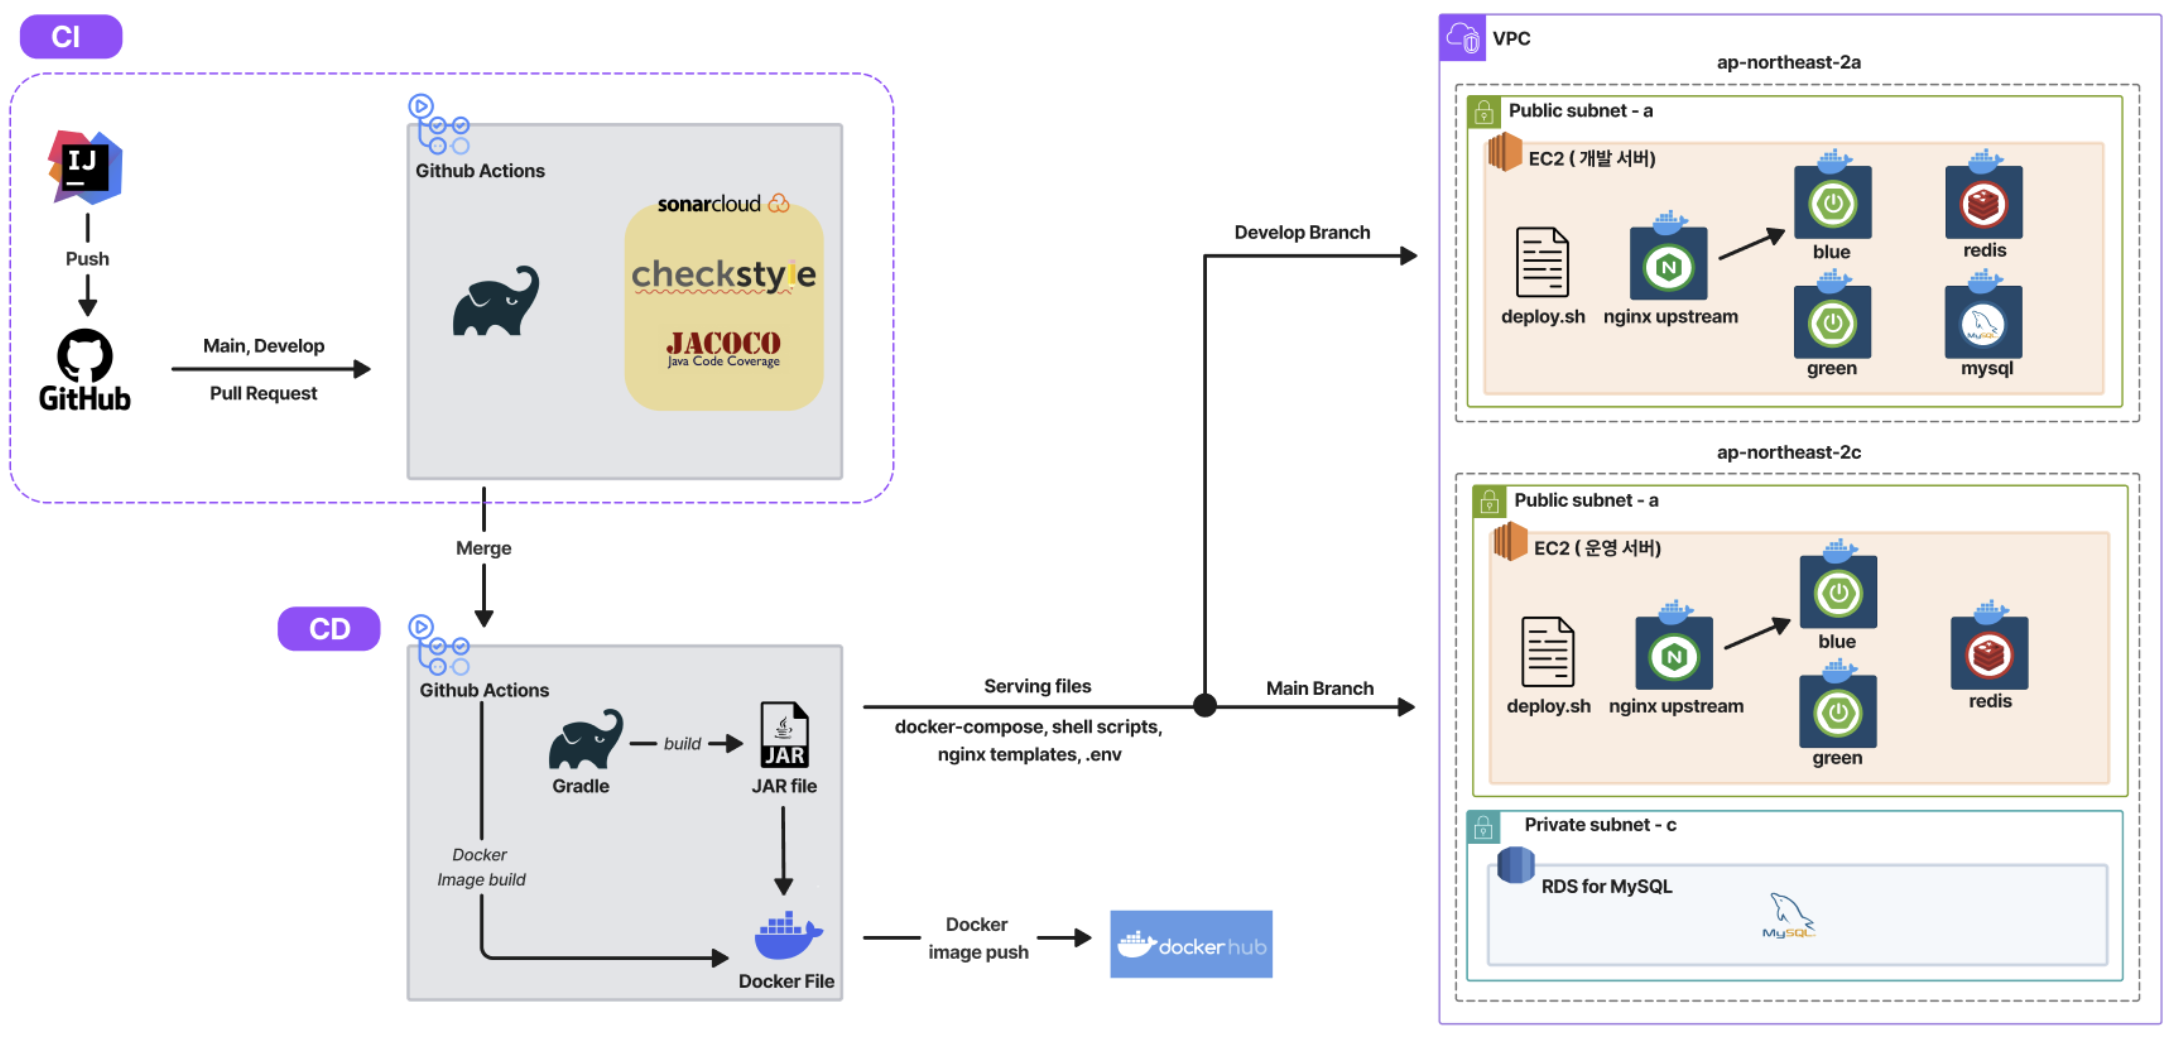 CI
IJ
Push
GitHub
Main, Develop
Pull Request
Github Actions
sonarcloud
checkstyle
JACOCO
Java Code Coverage
Merge
CD
Github Actions
Gradle
build
JAR
JAR file
Docker
Image build
Docker File
Docker
image push
dockerhub
Serving files
docker-compose, shell scripts,
nginx templates, .env
Develop Branch
Main Branch
VPC
ap-northeast-2a
Public subnet - a
EC2 ( 개발 서버)
deploy.sh
N
nginx upstream
blue
green
redis
MySQL
mysql
ap-northeast-2c
Public subnet - a
EC2 ( 운영 서버)
deploy.sh
N
nginx upstream
blue
green
redis
Private subnet - c
RDS for MySQL
MySQL